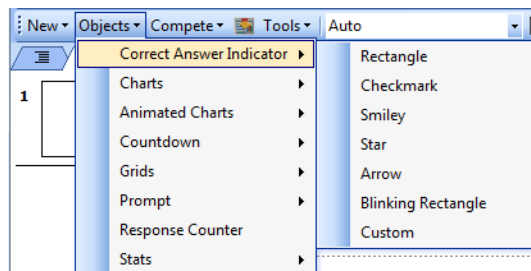 New Objects Compete Tools Auto
Correct Answer Indicator
Charts
Animated Charts
Countdown
Grids
Prompt
Response Counter
Stats
Rectangle
Checkmark
Smiley
Star
Arrow
Blinking Rectangle
Custom
1